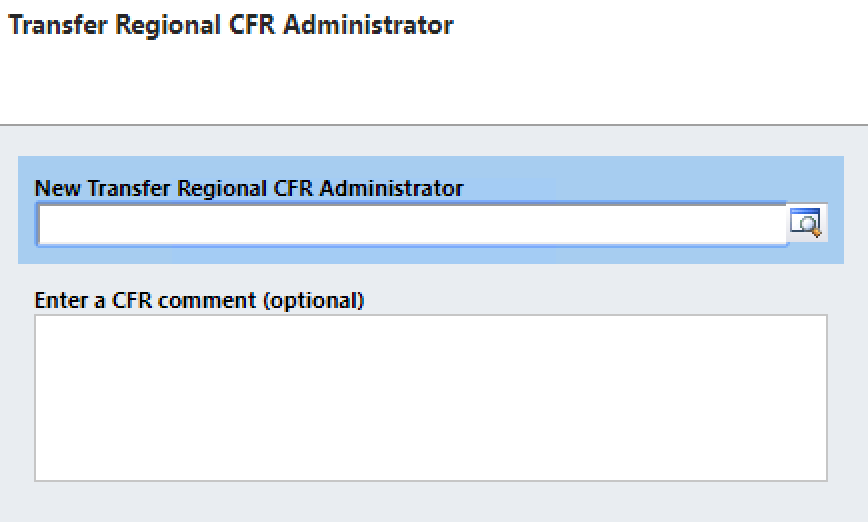 Transfer Regional CFR Administrator
New Transfer Regional CFR Administrator
Enter a CFR comment (optional)